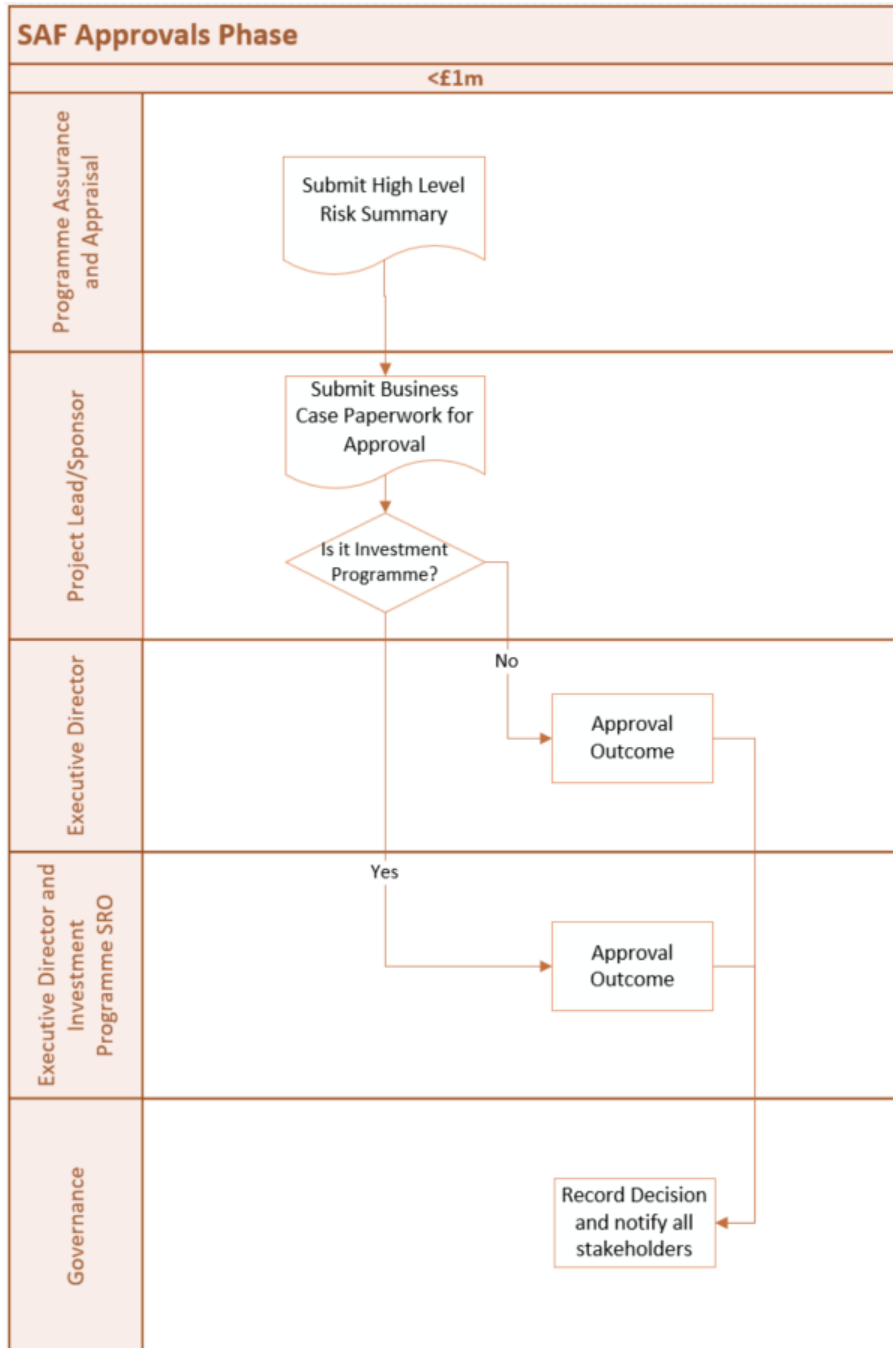 SAF Approvals Phase
<£1m
Programme Assurance
and Appraisal
Submit High Level
Risk Summary
Project Lead/Sponsor
Submit Business
Case Paperwork for
Approval
Is it Investment
Programme?
Executive Director
No
Approval
Outcome
Executive Director and
Investment
Programme SRO
Yes
Approval
Outcome
Governance
Record Decision
and notify all
stakeholders